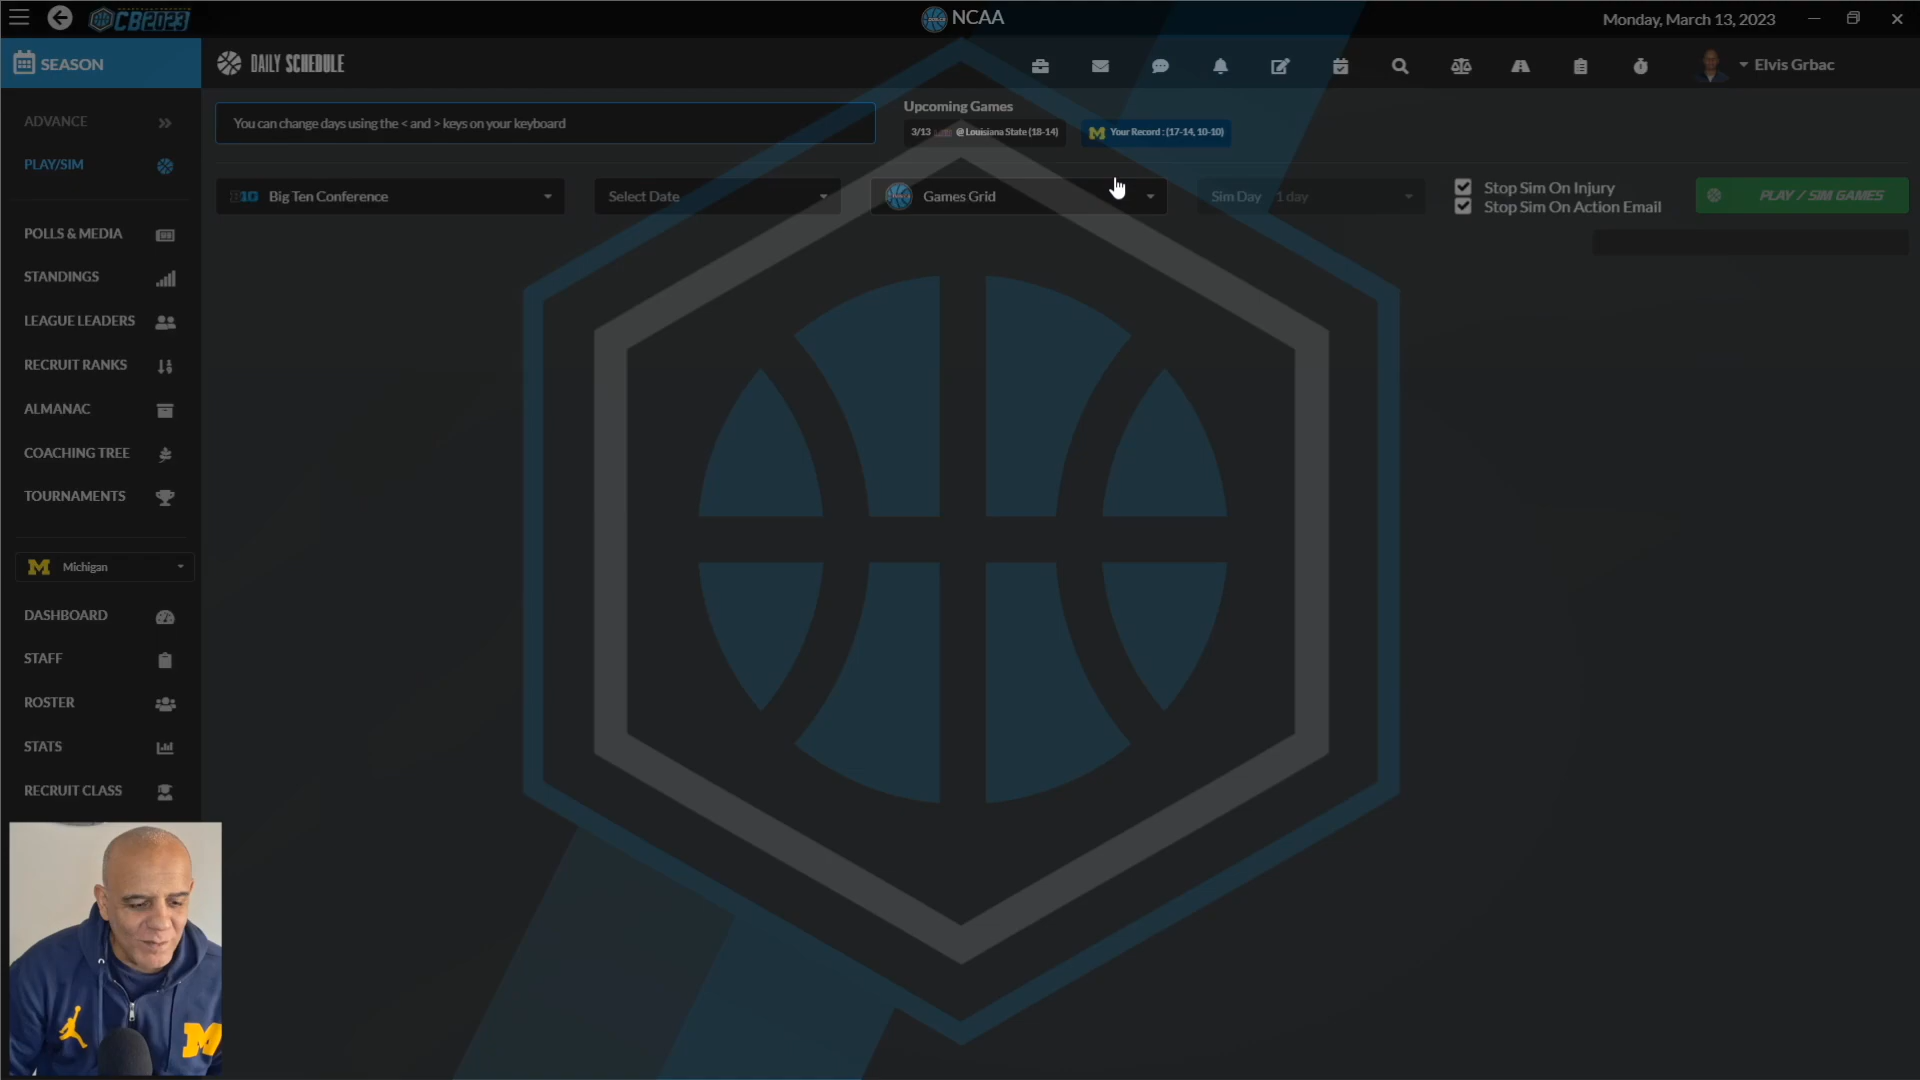 CB2023
NCAA
Monday, March 13, 2023
SEASON
DAILY SCHEDULE
Elvis Grbac
ADVANCE
PLAY/SIM
You can change days using the < and > keys on your keyboard
Upcoming Games
3/13 @ Louisiana State (18-14)
M Your Record : (17-14, 10-10)
B1G Big Ten Conference
Select Date
Games Grid
Sim Day 1 day
Stop Sim On Injury
Stop Sim On Action Email
PLAY / SIM GAMES
POLLS & MEDIA
STANDINGS
LEAGUE LEADERS
RECRUIT RANKS
ALMANAC
COACHING TREE
TOURNAMENTS
M Michigan
DASHBOARD
STAFF
ROSTER
STATS
RECRUIT CLASS
M